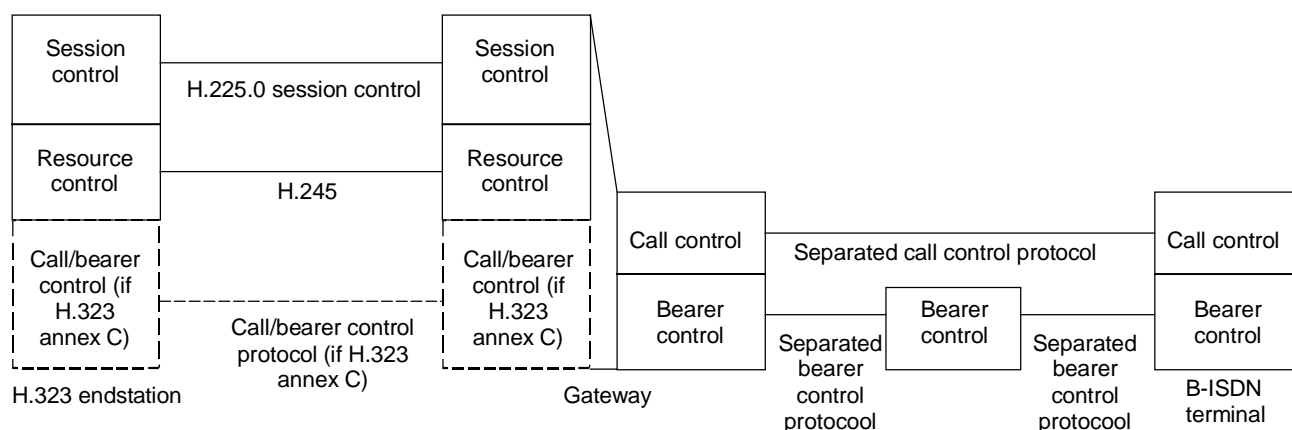 Session
control
Session
control
H.225.0 session control
Resource
control
Resource
control
H.245
Call/bearer
control (if
H.323
annex C)
Call/bearer
control (if
H.323
annex C)
Call/bearer control
protocol (if H.323
annex C)
Call control
Separated call control protocol
Call control
Bearer
control
Bearer
control
Bearer
control
Separated
bearer
control
protocool
Separated
bearer
control
protocool
H.323 endstation
Gateway
B-ISDN
terminal